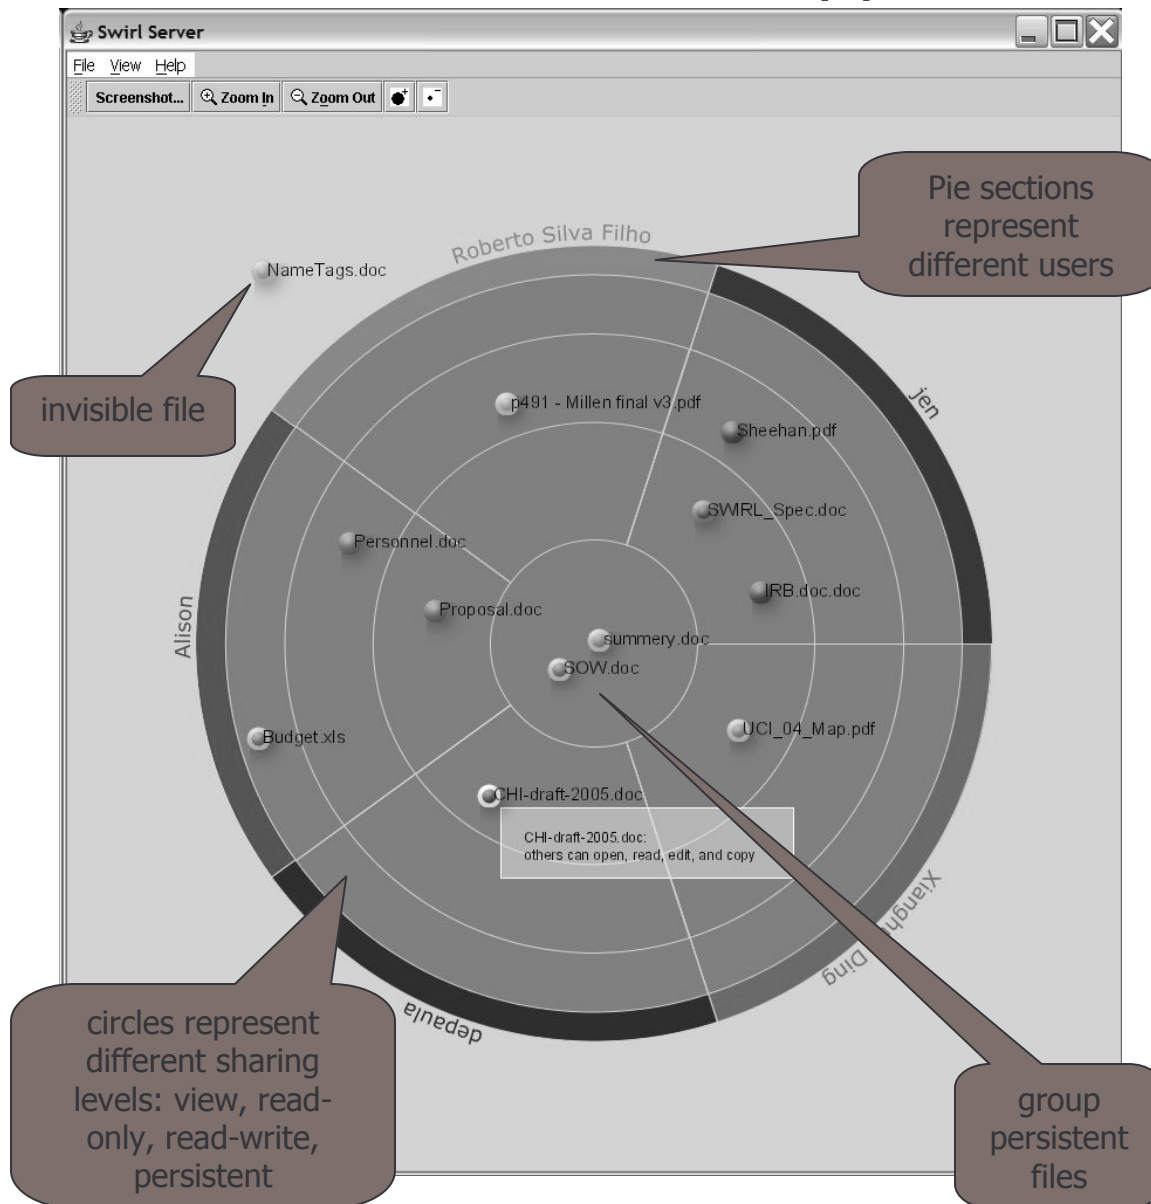 Swirl Server
File View Help
Screenshot... Zoom In Zoom Out
Pie sections
represent
different users
Roberto Silva Filho
NameTags.doc
invisible file
jen
p491 - Millen final v3.pdf
Sheehan.pdf
SWIRL_Spec.doc
Personnel.doc
IRB.doc.doc
Proposal.doc
Alison
summery.doc
SOW.doc
UCI_04_Map.pdf
Budget.xls
CHI-draft-2005.doc
CHI-draft-2005.doc:
others can open, read, edit, and copy
Ding
depaula
circles represent
different sharing
levels: view, read-
only, read-write,
persistent
group
persistent
files